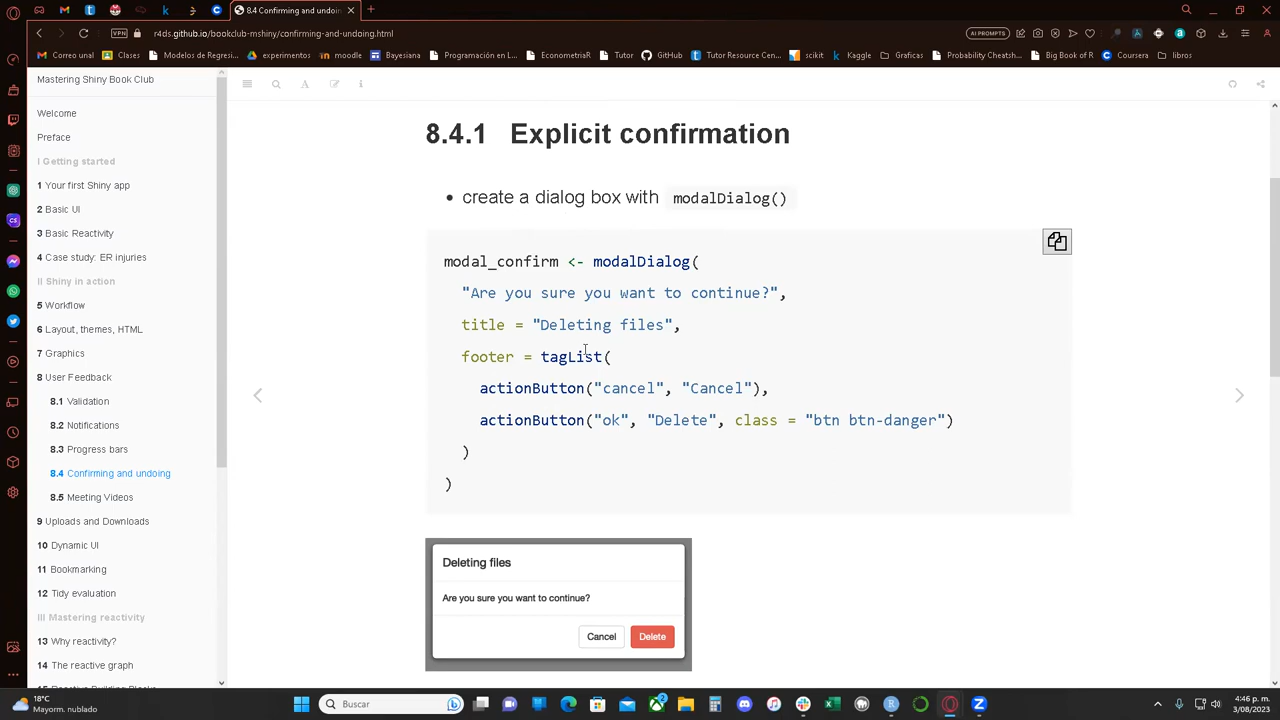 8.4 Confirming and undoin
r4ds.github.io/bookclub-mshiny/confirming-and-undoing.html
VPN
AI PROMPTS
Correo unal
Clases
Modelos de Regresi...
experimentos
moodle
Bayesiana
Programación en L...
EconometríaR
Tutor
GitHub
Tutor Resource Cen...
scikit
Kaggle
Graficas
Probability Cheatsh...
Big Book of R
Coursera
libros
Mastering Shiny Book Club
Welcome
Preface
I Getting started
1 Your first Shiny app
2 Basic UI
3 Basic Reactivity
4 Case study: ER injuries
II Shiny in action
5 Workflow
6 Layout, themes, HTML
7 Graphics
8 User Feedback
8.1 Validation
8.2 Notifications
8.3 Progress bars
8.4 Confirming and undoing
8.5 Meeting Videos
9 Uploads and Downloads
10 Dynamic UI
11 Bookmarking
12 Tidy evaluation
III Mastering reactivity
13 Why reactivity?
14 The reactive graph
15 Reactive Building Blocks
8.4.1 Explicit confirmation
• create a dialog box with modalDialog()
modal_confirm <- modalDialog(
"Are you sure you want to continue?",
title = "Deleting files",
footer = tagList(
actionButton("cancel", "Cancel"),
actionButton("ok", "Delete", class = "btn btn-danger")
)
)
Deleting files
Are you sure you want to continue?
Cancel
Delete
18°C
Mayorm. nublado
Buscar
2
4:46 p. m.
3/08/2023